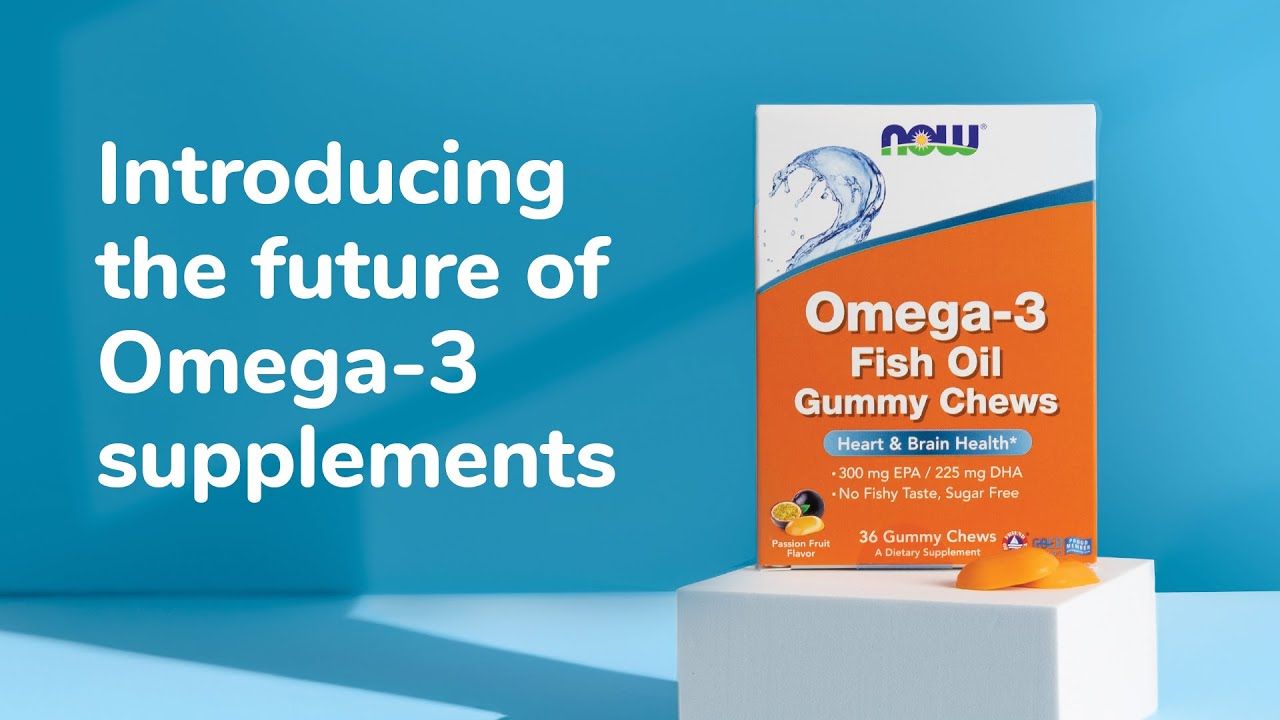 Introducing
the future of
Omega-3
supplements
NOW®
Omega-3
Fish Oil
Gummy Chews
Heart & Brain Health*
• 300 mg EPA / 225 mg DHA
• No Fishy Taste, Sugar Free
Passion Fruit
Flavor
36 Gummy Chews
A Dietary Supplement